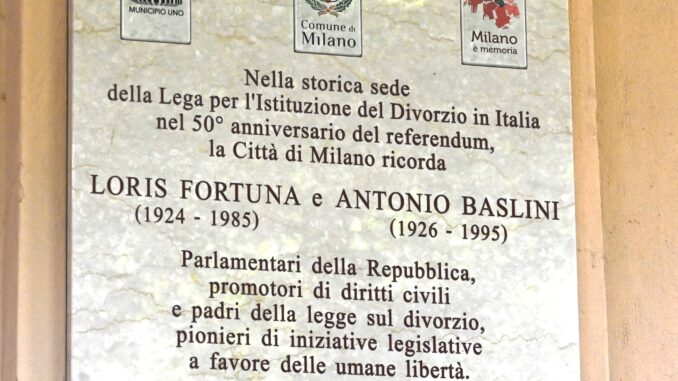 MUNICIPIO UNO
Comune di
Milano
Milano
è memoria
Nella storica sede
della Lega per l'Istituzione del Divorzio in Italia
nel 50° anniversario del referendum,
la Città di Milano ricorda
LORIS FORTUNA e ANTONIO BASLINI
(1924 - 1985) (1926 - 1995)
Parlamentari della Repubblica,
promotori di diritti civili
e padri della legge sul divorzio,
pionieri di iniziative legislative
a favore delle umane libertà.